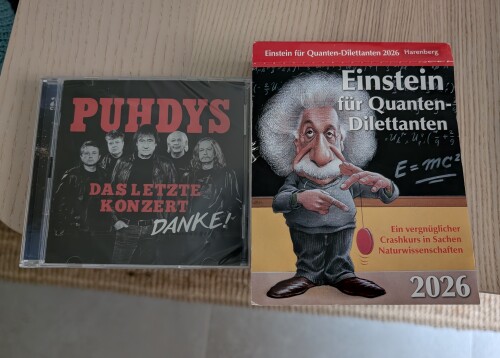 PUHDYS
DAS LETZTE
KONZERT
DANKE!
Einstein für Quanten-Dilettanten 2026 Harenberg
Einstein
für Quanten-
Dilettanten
E=mc²
Ein vergnüglicher
Crashkurs in Sachen
Naturwissenschaften
2026